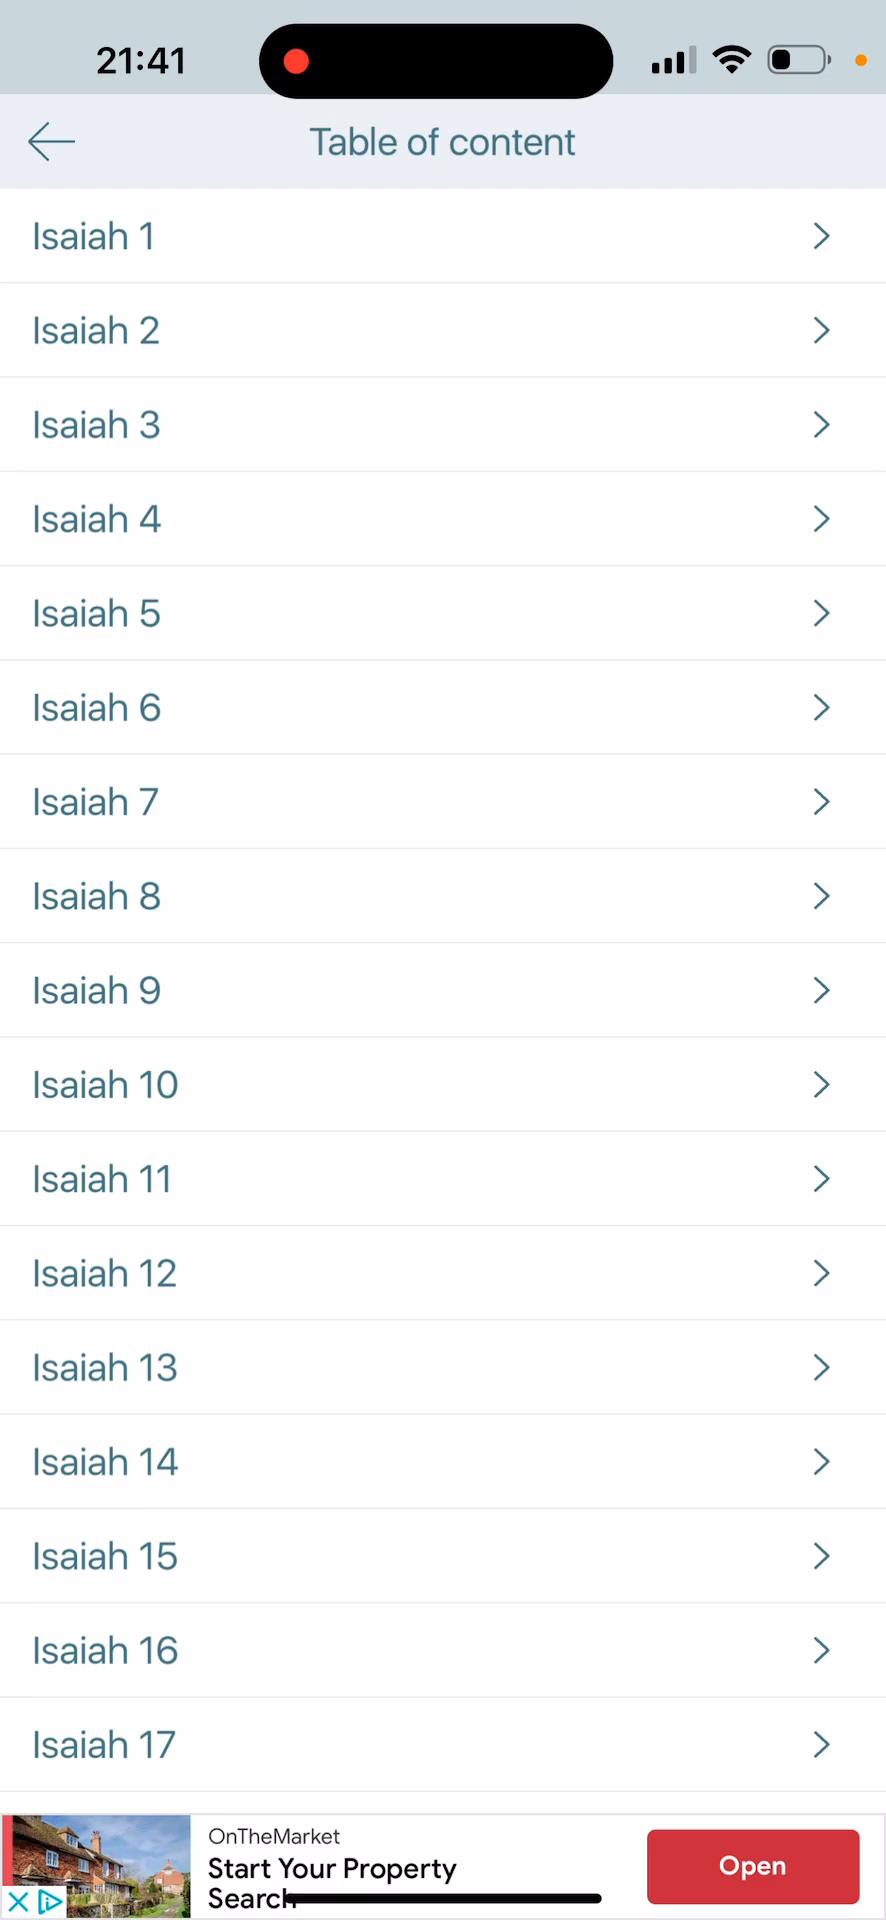 21:41
Table of content
Isaiah 1
Isaiah 2
Isaiah 3
Isaiah 4
Isaiah 5
Isaiah 6
Isaiah 7
Isaiah 8
Isaiah 9
Isaiah 10
Isaiah 11
Isaiah 12
Isaiah 13
Isaiah 14
Isaiah 15
Isaiah 16
Isaiah 17
OnTheMarket
Start Your Property
Search
Open